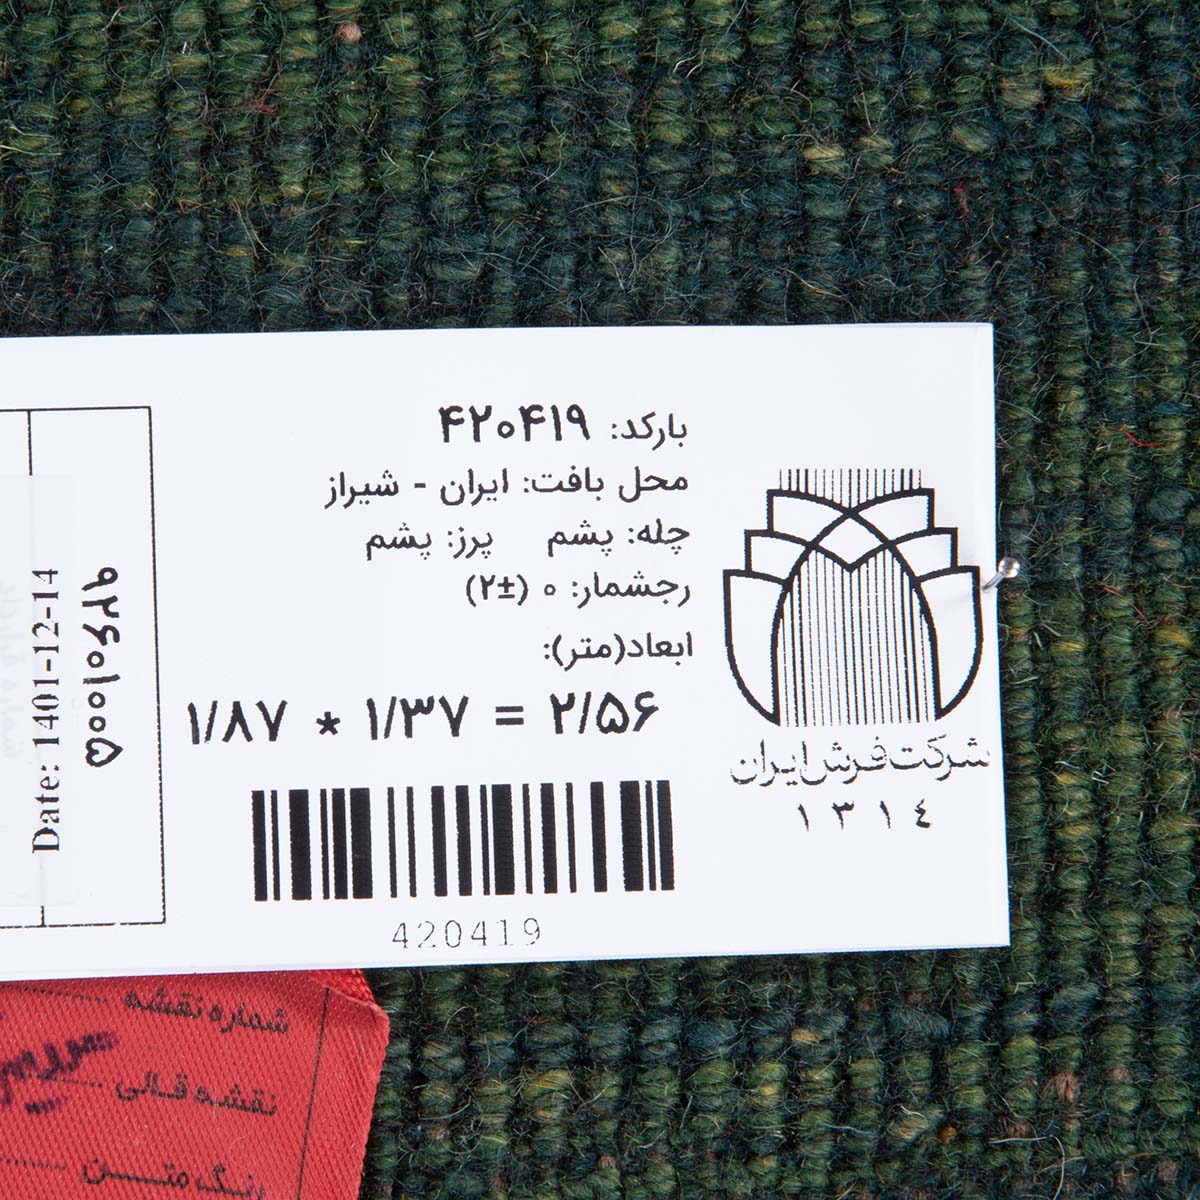 بارکد: ۴۲۰۴۱۹
محل بافت: ایران - شیراز
چله: پشم پرز: پشم
رجشمار: ۰ (±۲)
ابعاد(متر):
۱/۸۷ * ۱/۳۷ = ۲/۵۶
420419
شرکت فرش ایران
١٣١٤
۹۲۶۰۱۰۰۵
Date: 1401-12-14
شماره نقشه
نقشه قالی
رنگ متن